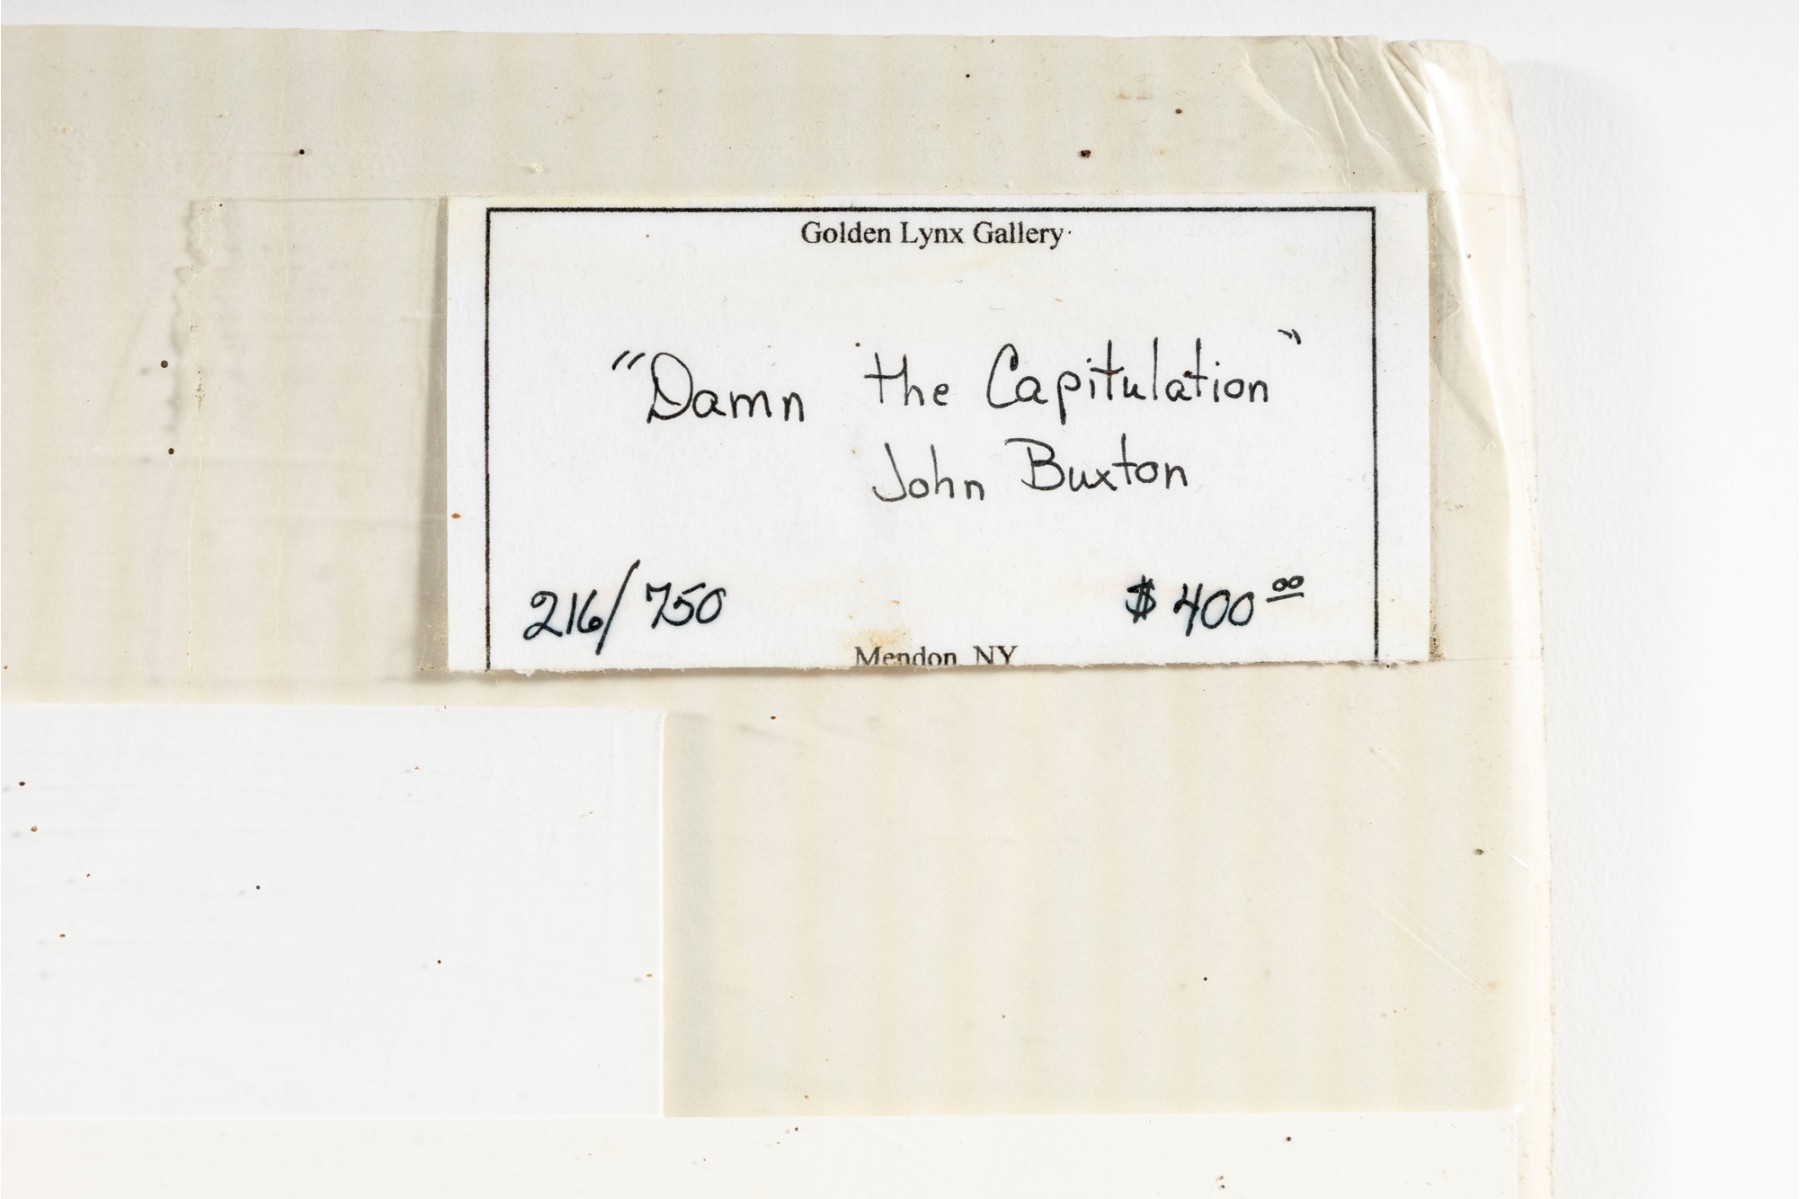 Golden Lynx Gallery
"Damn the Capitulation"
John Buxton
216/750 $400.00
Mendon, NY